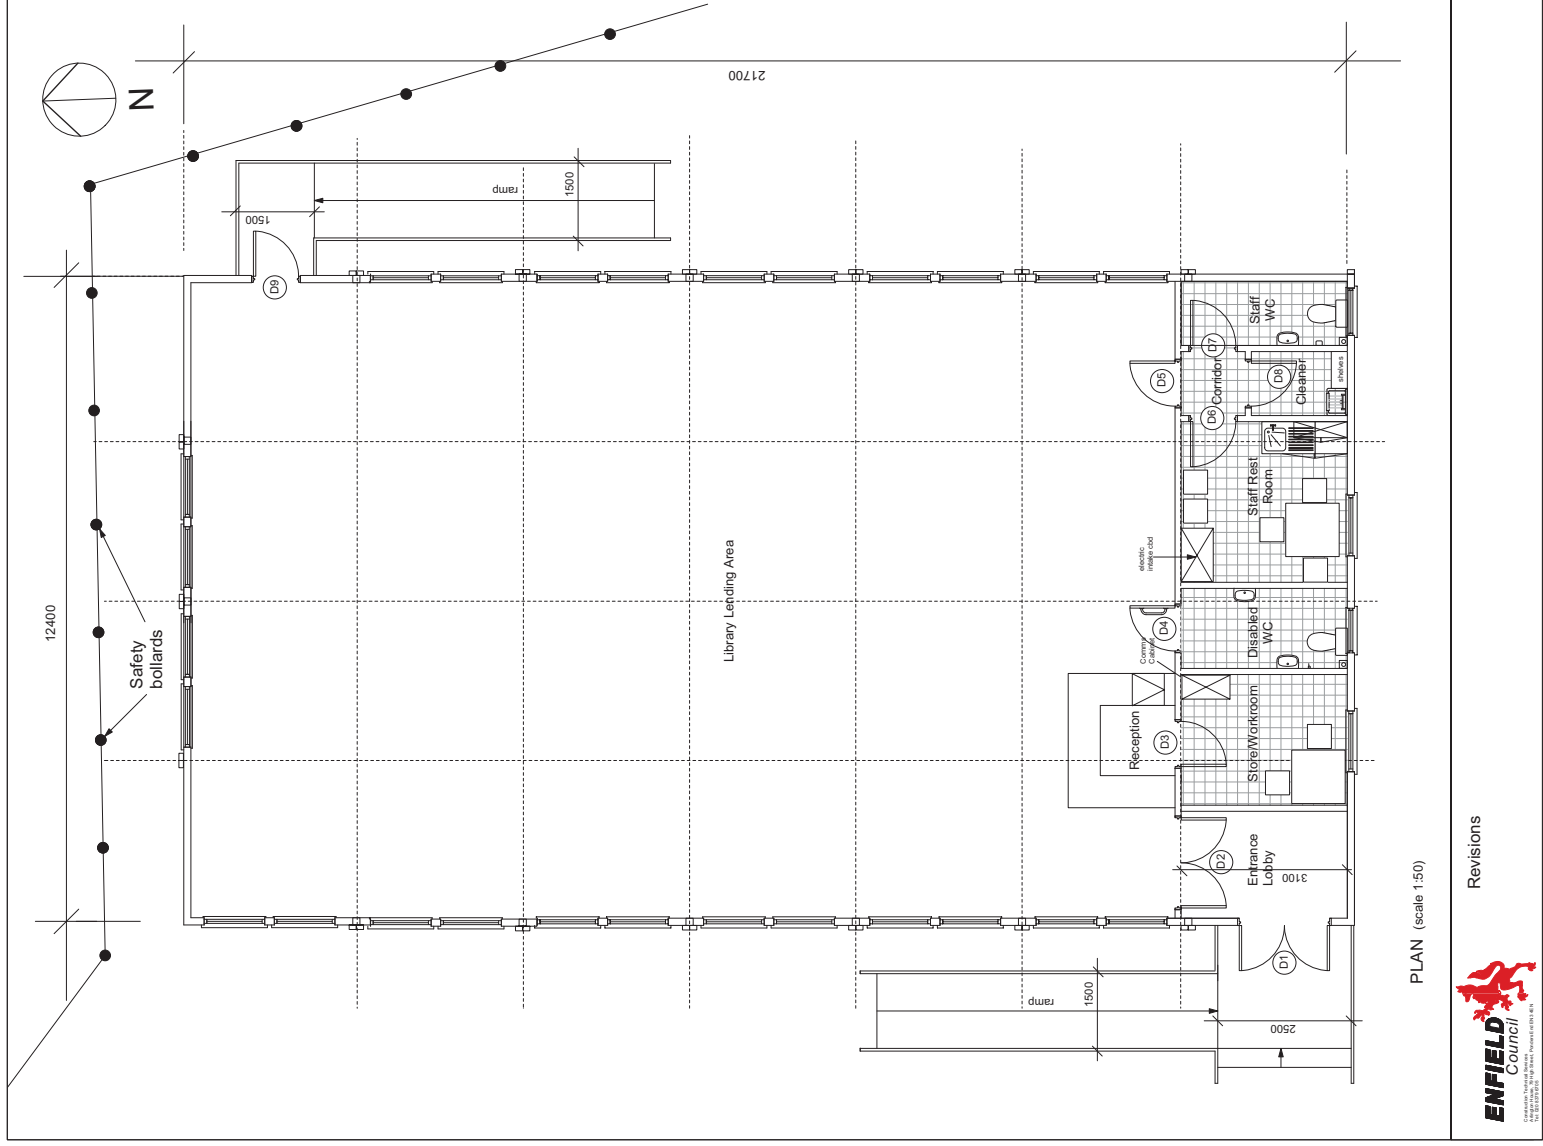 N
21700
12400
1500
ramp
1500
D9
Safety
bollards
Library Lending Area
Staff
WC
D7
D5
Corridor
D8
Cleaner
shelves
D6
Staff Rest
Room
electric
intake cbd
Disabled
WC
D4
Comms
Cabinet
Reception
D3
Store/Workroom
D2
Entrance
Lobby
3100
D1
ramp
1500
2500
PLAN (scale 1:50)
Revisions
ENFIELD
Council